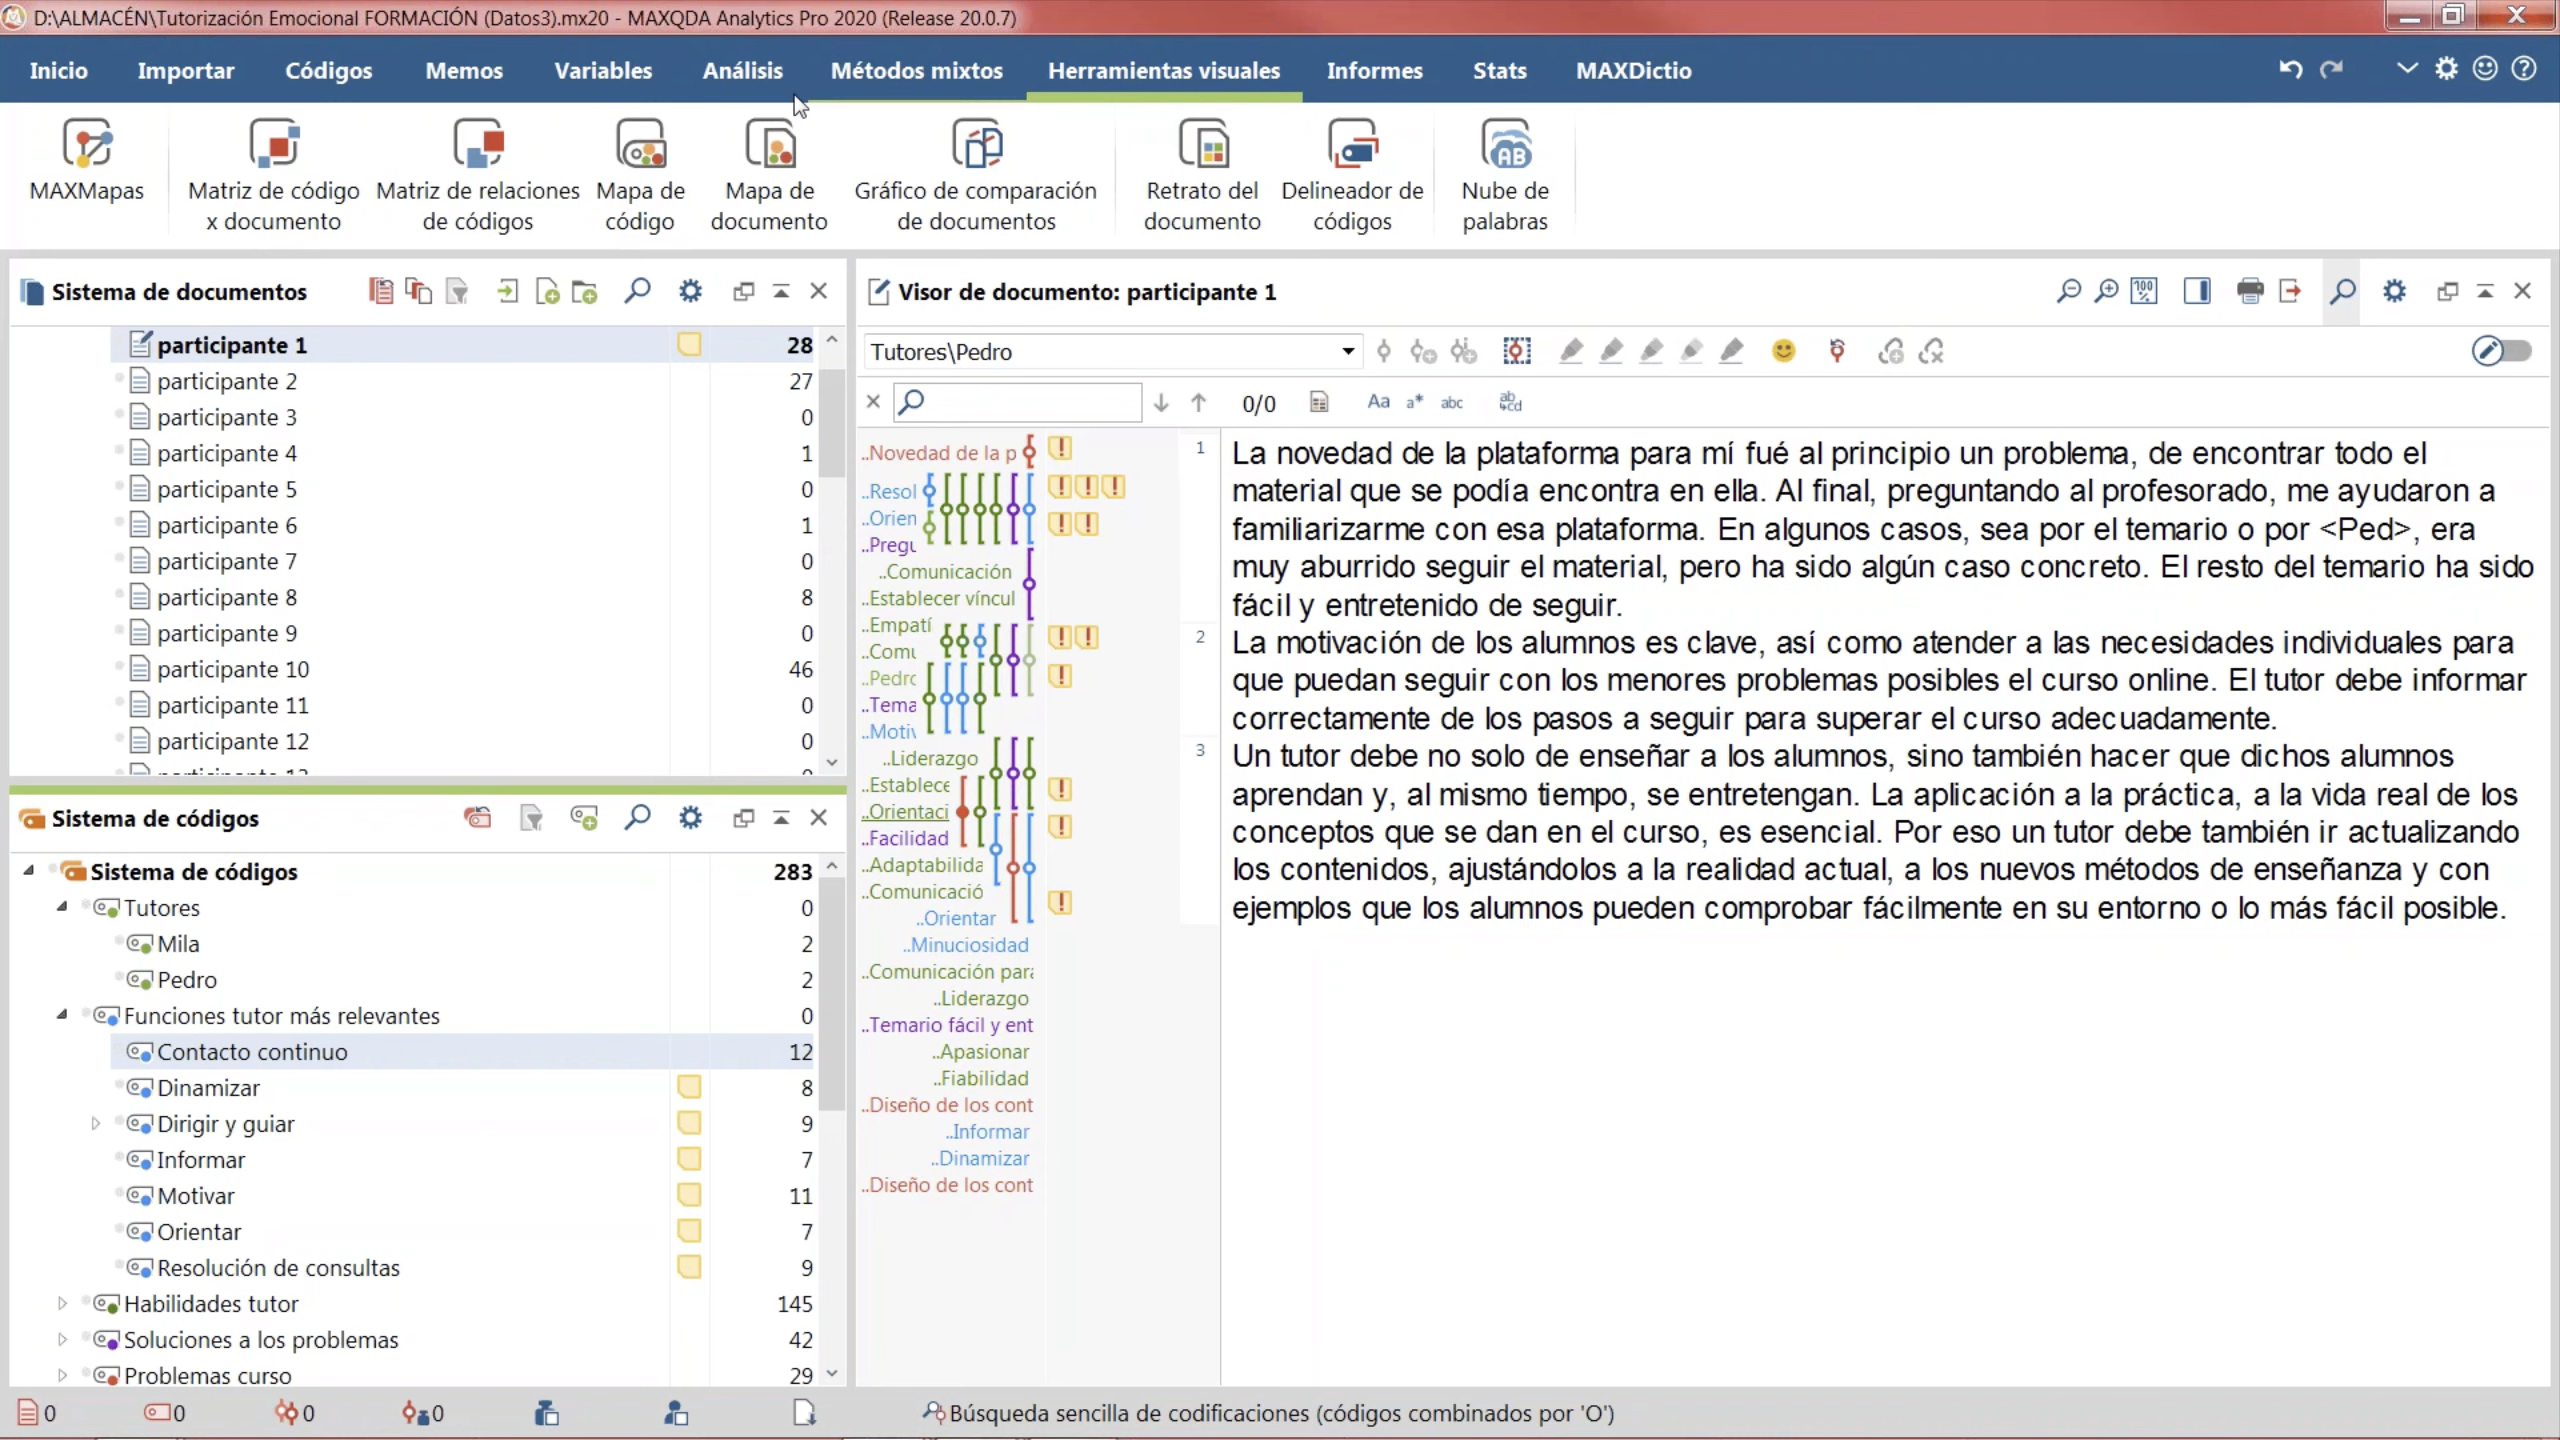 D:\ALMACÉN\Tutorización Emocional FORMACIÓN (Datos3).mx20 - MAXQDA Analytics Pro 2020 (Release 20.0.7)
Inicio Importar Códigos Memos Variables Análisis Métodos mixtos Herramientas visuales Informes Stats MAXDictio
MAXMapas
Matriz de código x documento
Matriz de relaciones de códigos
Mapa de código
Mapa de documento
Gráfico de comparación de documentos
Retrato del documento
Delineador de códigos
Nube de palabras
Sistema de documentos
participante 1 28
participante 2 27
participante 3 0
participante 4 1
participante 5 0
participante 6 1
participante 7 0
participante 8 8
participante 9 0
participante 10 46
participante 11 0
participante 12 0
Sistema de códigos
Sistema de códigos 283
Tutores 0
Mila 2
Pedro 2
Funciones tutor más relevantes 0
Contacto continuo 12
Dinamizar 8
Dirigir y guiar 9
Informar 7
Motivar 11
Orientar 7
Resolución de consultas 9
Habilidades tutor 145
Soluciones a los problemas 42
Problemas curso 29
Visor de documento: participante 1
100 %
Tutores\Pedro
0/0 Aa a* abc ab cd
..Novedad de la p
..Resol
..Orien
..Pregu
..Comunicación
..Establecer víncul
..Empatí
..Comu
..Pedro
..Tema
..Motiv
..Liderazgo
..Establece
..Orientaci
..Facilidad
..Adaptabilida
..Comunicació
..Orientar
..Minuciosidad
..Comunicación para
..Liderazgo
..Temario fácil y ent
..Apasionar
..Fiabilidad
..Diseño de los cont
..Informar
..Dinamizar
..Diseño de los cont
1 La novedad de la plataforma para mí fué al principio un problema, de encontrar todo el
material que se podía encontra en ella. Al final, preguntando al profesorado, me ayudaron a
familiarizarme con esa plataforma. En algunos casos, sea por el temario o por <Ped>, era
muy aburrido seguir el material, pero ha sido algún caso concreto. El resto del temario ha sido
fácil y entretenido de seguir.
2 La motivación de los alumnos es clave, así como atender a las necesidades individuales para
que puedan seguir con los menores problemas posibles el curso online. El tutor debe informar
correctamente de los pasos a seguir para superar el curso adecuadamente.
3 Un tutor debe no solo de enseñar a los alumnos, sino también hacer que dichos alumnos
aprendan y, al mismo tiempo, se entretengan. La aplicación a la práctica, a la vida real de los
conceptos que se dan en el curso, es esencial. Por eso un tutor debe también ir actualizando
los contenidos, ajustándolos a la realidad actual, a los nuevos métodos de enseñanza y con
ejemplos que los alumnos pueden comprobar fácilmente en su entorno o lo más fácil posible.
0 0 0 0 Búsqueda sencilla de codificaciones (códigos combinados por 'O')